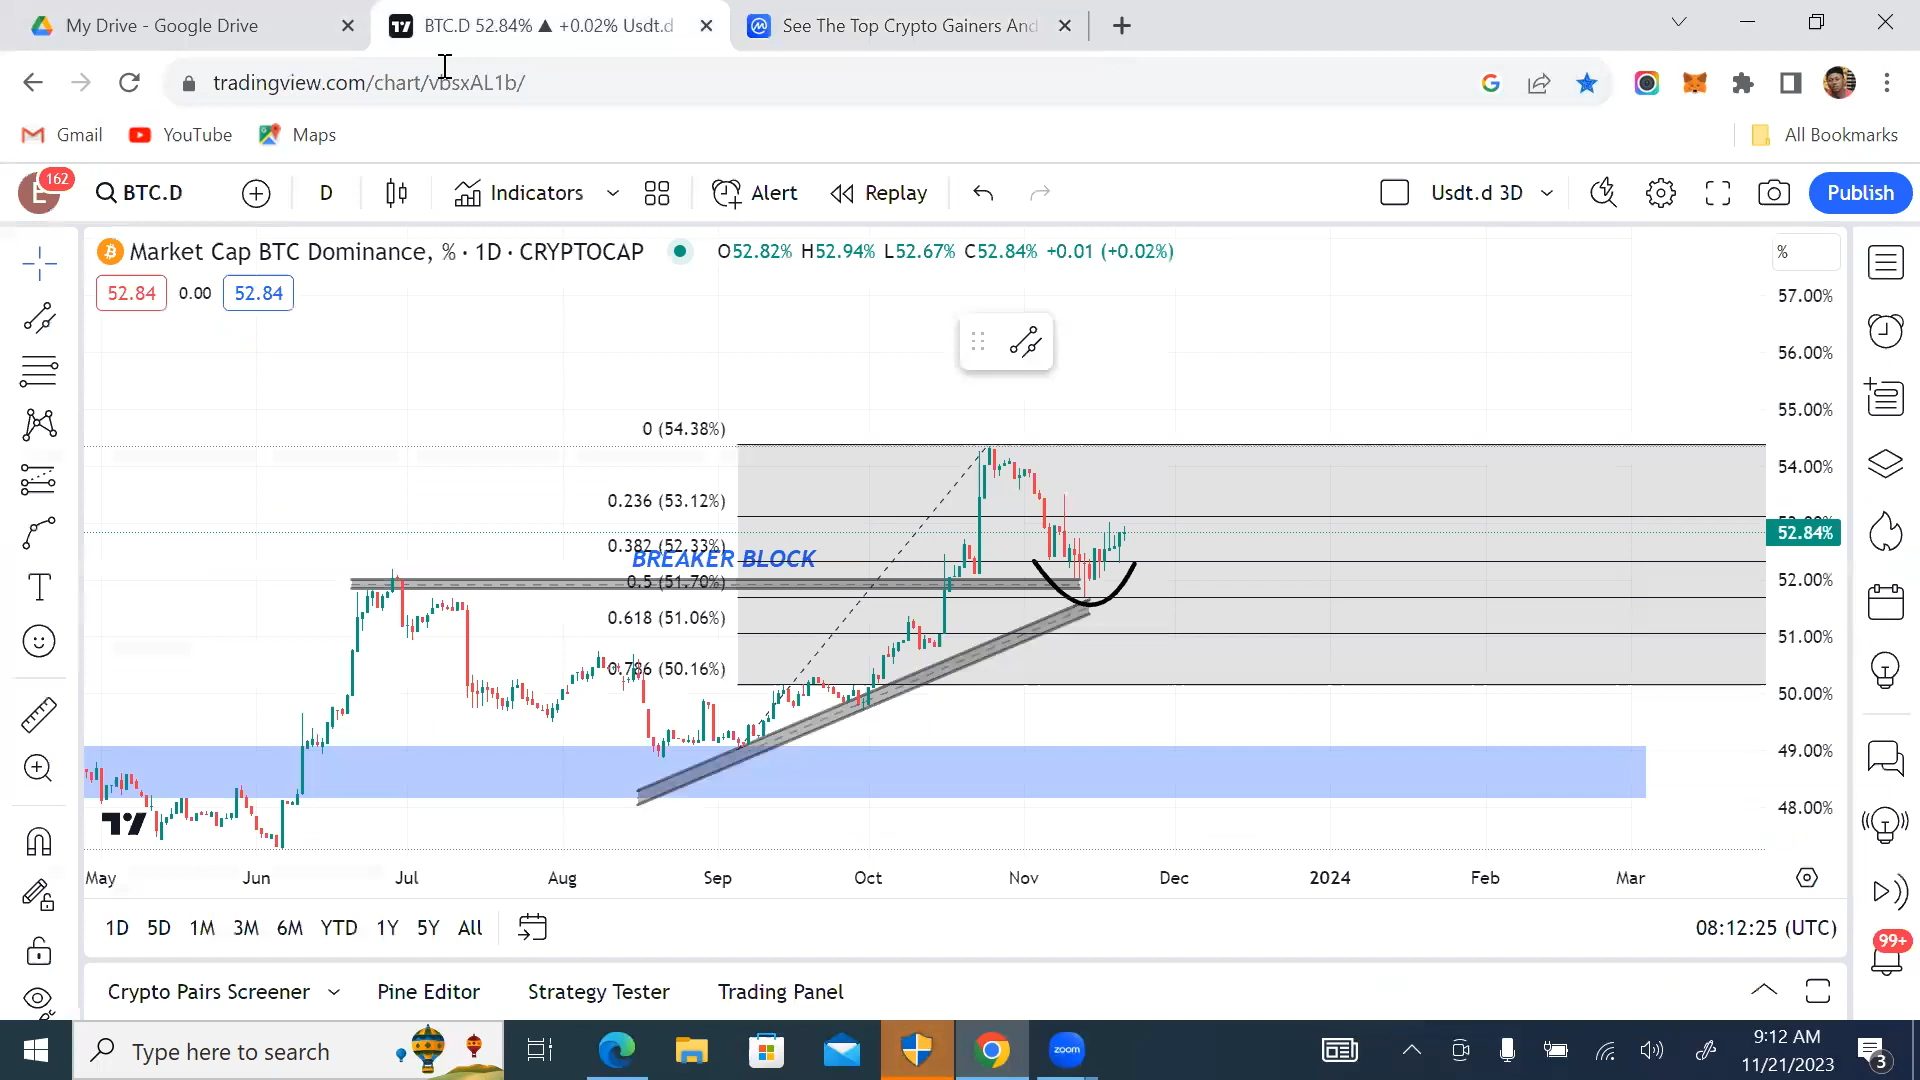 My Drive - Google Drive
BTC.D 52.84% ▲ +0.02% Usdt.d
See The Top Crypto Gainers And
tradingview.com/chart/vbsxAL1b/
Gmail YouTube Maps
All Bookmarks
E 162
BTC.D D Indicators Alert Replay
Usdt.d 3D Publish
Market Cap BTC Dominance, % · 1D · CRYPTOCAP
O52.82% H52.94% L52.67% C52.84% +0.01 (+0.02%)
%
52.84 0.00 52.84
57.00%
56.00%
55.00%
0 (54.38%)
54.00%
0.236 (53.12%)
52.84%
0.382 (52.33%)
BREAKER BLOCK
0.5 (51.70%)
52.00%
0.618 (51.06%)
51.00%
0.786 (50.16%)
50.00%
49.00%
48.00%
May Jun Jul Aug Sep Oct Nov Dec 2024 Feb Mar
1D 5D 1M 3M 6M YTD 1Y 5Y All
08:12:25 (UTC)
99+
Crypto Pairs Screener Pine Editor Strategy Tester Trading Panel
Type here to search
zoom
9:12 AM
11/21/2023
3